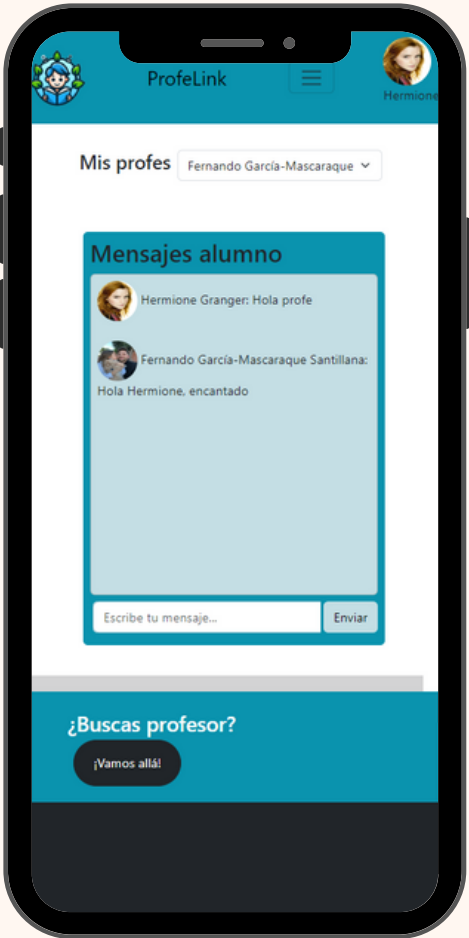 ProfeLink
Hermione
Mis profes
Fernando García-Mascaraque
Mensajes alumno
Hermione Granger: Hola profe
Fernando García-Mascaraque Santillana:
Hola Hermione, encantado
Escribe tu mensaje...
Enviar
¿Buscas profesor?
¡Vamos allá!